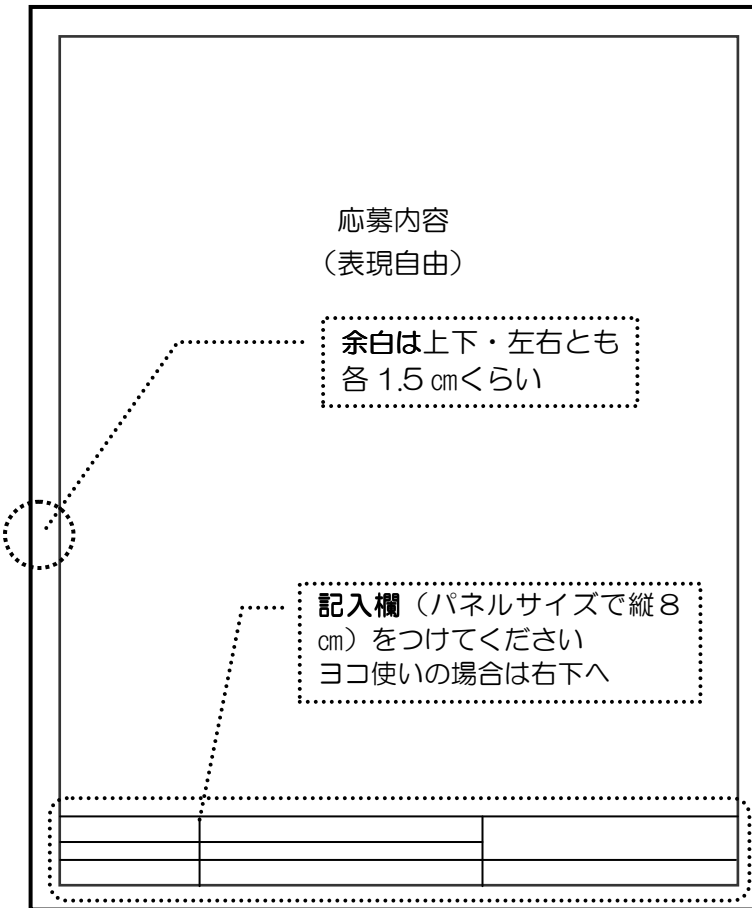 応募内容
（表現自由）
余白は上下・左右とも
各 1.5 ㎝くらい
記入欄（パネルサイズで縦８
㎝）をつけてください
ヨコ使いの場合は右下へ